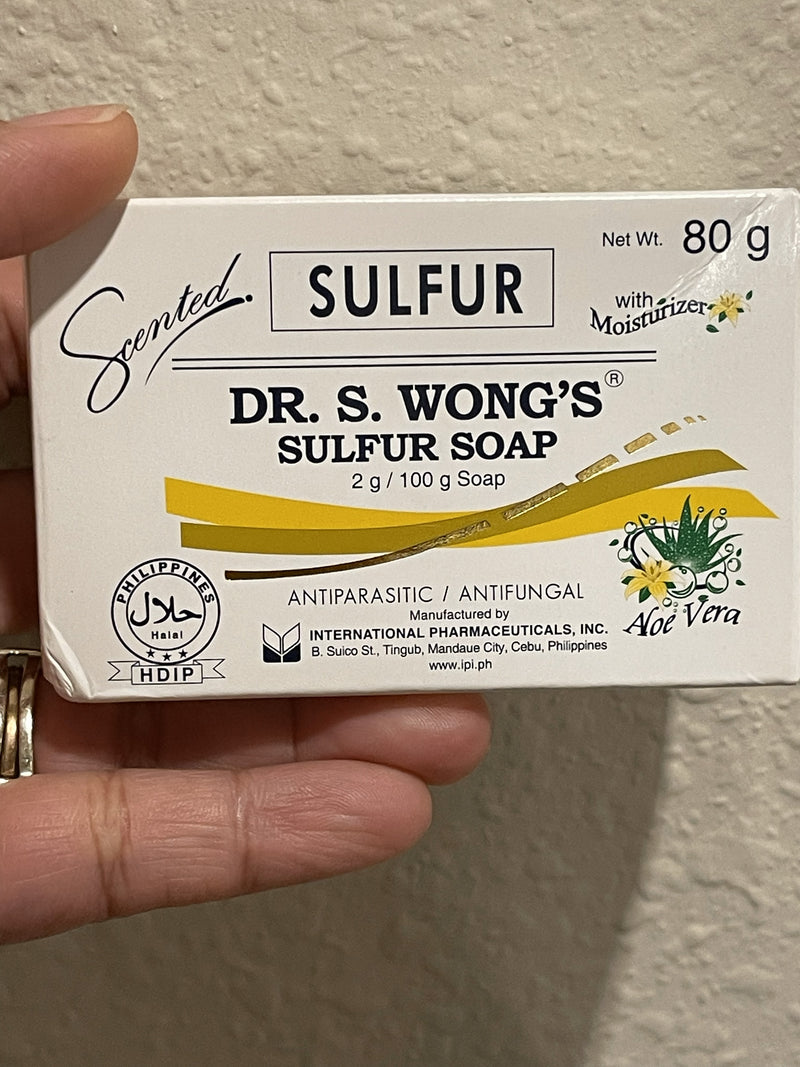 Net Wt. 80 g
Scented
SULFUR
with
Moisturizer
DR. S. WONG'S®
SULFUR SOAP
2 g / 100 g Soap
Aloe Vera
PHILIPPINES
حلال
Halal
HDIP
ANTIPARASITIC / ANTIFUNGAL
Manufactured by
INTERNATIONAL PHARMACEUTICALS, INC.
B. Suico St., Tingub, Mandaue City, Cebu, Philippines
www.ipi.ph